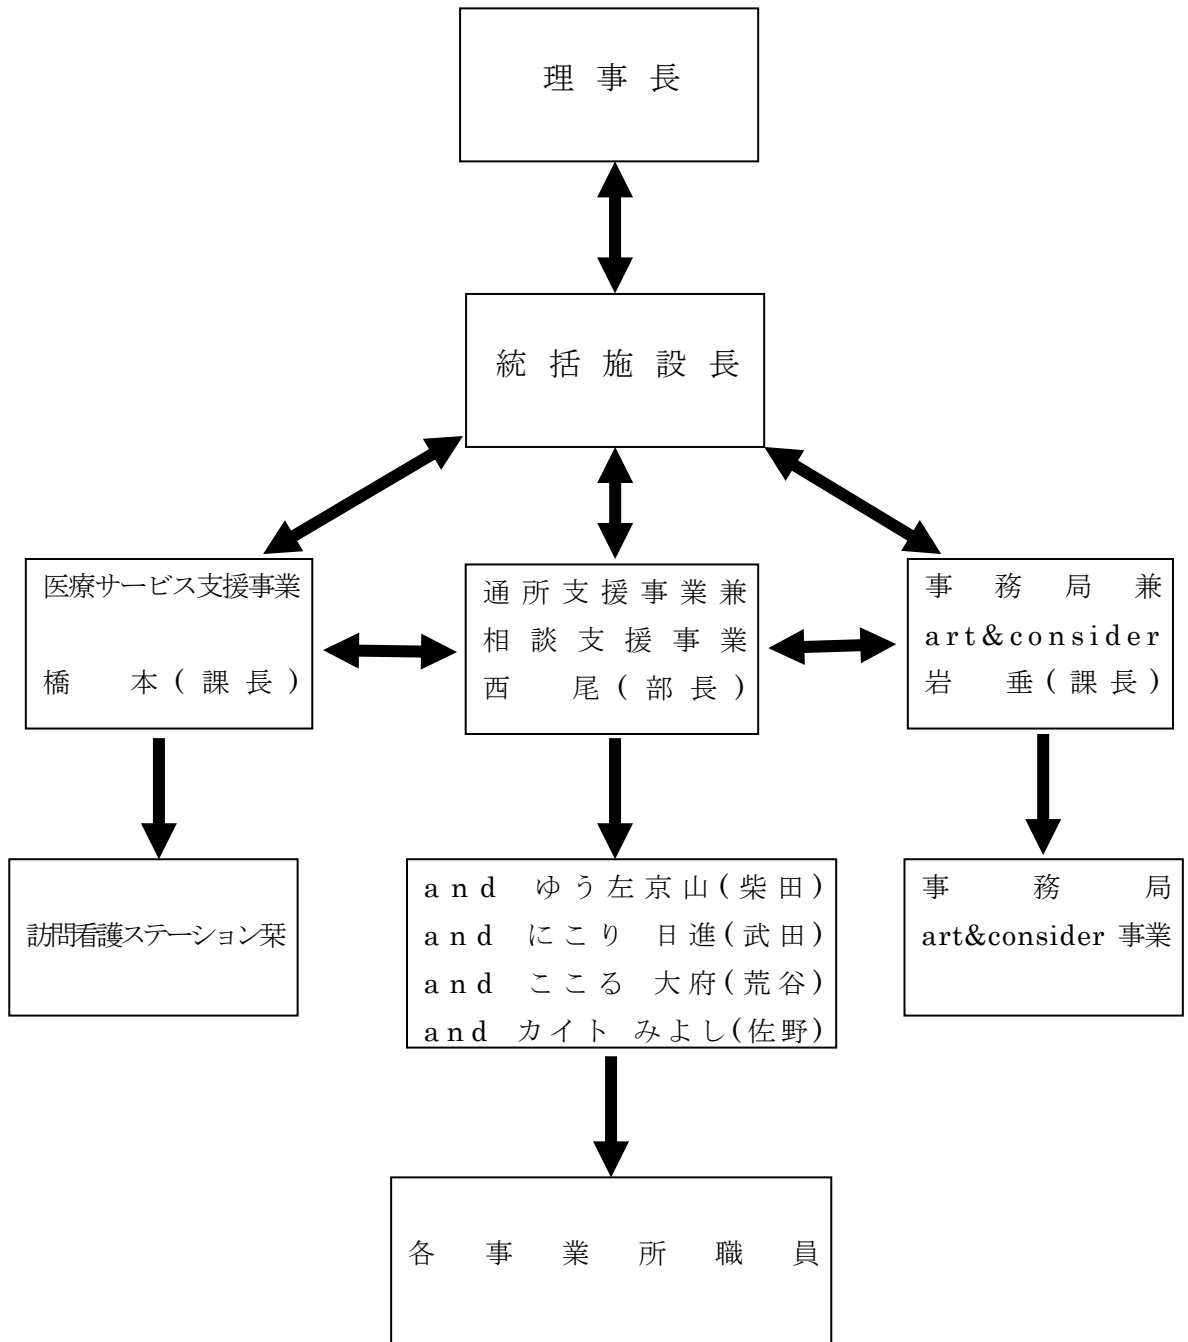 理事長
統括施設長
医療サービス支援事業
橋本(課長)
通所支援事業兼
相談支援事業
西尾(部長)
事務局兼
art&consider
岩垂(課長)
訪問看護ステーション栞
and ゆう左京山(柴田)
and にこり 日進(武田)
and ここる 大府(荒谷)
and カイト みよし(佐野)
事務局
art&consider 事業
各事業所職員